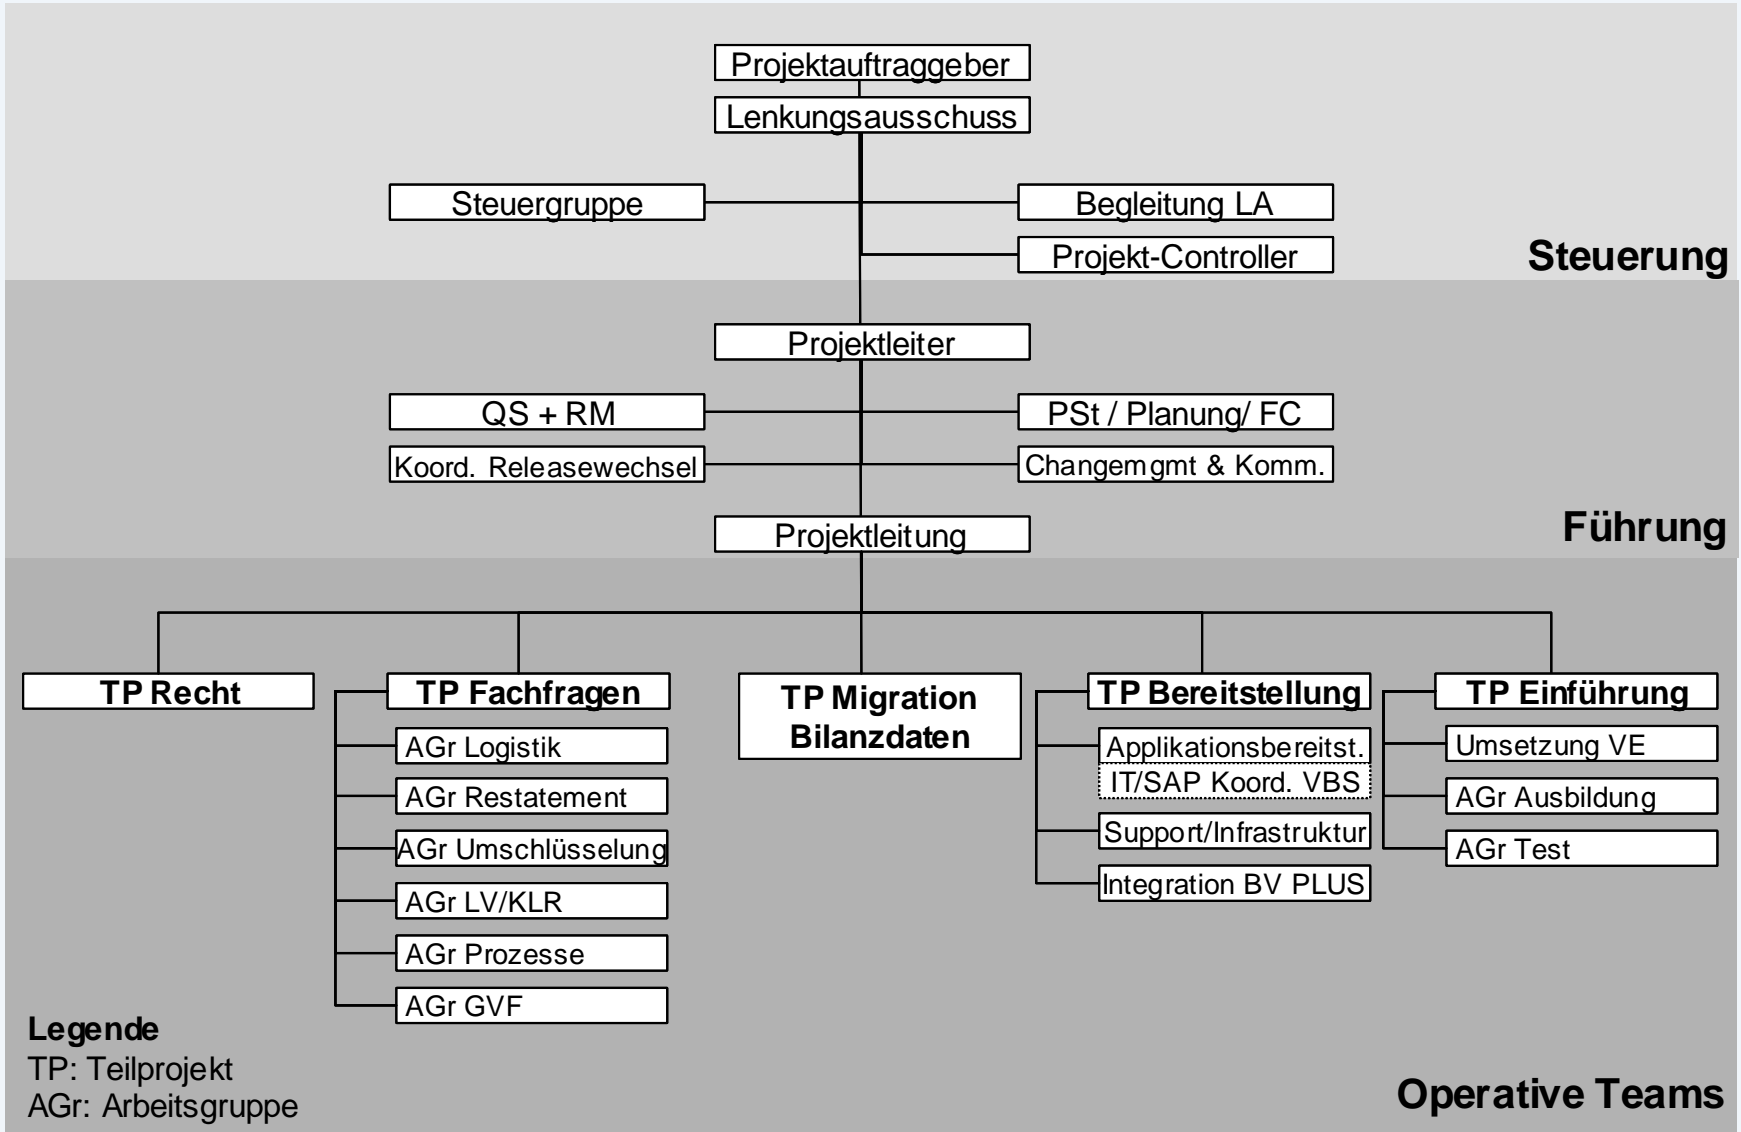 Projektauftraggeber
Lenkungsausschuss
Steuergruppe
Begleitung LA
Projekt-Controller
Steuerung
Projektleiter
QS + RM
PSt / Planung/ FC
Koord. Releasewechsel
Changemgmt & Komm.
Projektleitung
Führung
TP Recht
TP Fachfragen
AGr Logistik
AGr Restatement
AGr Umschlüsselung
AGr LV/KLR
AGr Prozesse
AGr GVF
TP Migration
Bilanzdaten
TP Bereitstellung
Applikationsbereitst.
IT/SAP Koord. VBS
Support/Infrastruktur
Integration BV PLUS
TP Einführung
Umsetzung VE
AGr Ausbildung
AGr Test
Legende
TP: Teilprojekt
AGr: Arbeitsgruppe
Operative Teams